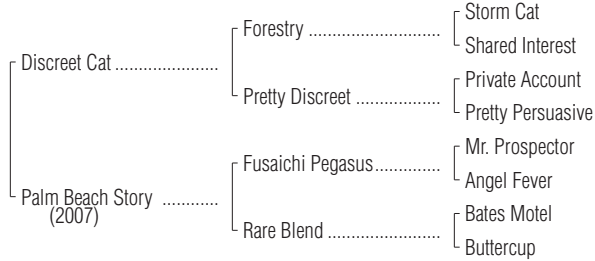 Storm Cat
Forestry ............................
Shared Interest
Discreet Cat ......................
Private Account
Pretty Discreet ..................
Pretty Persuasive
Mr. Prospector
Fusaichi Pegasus..............
Angel Fever
Palm Beach Story ............
(2007)
Bates Motel
Rare Blend ........................
Buttercup